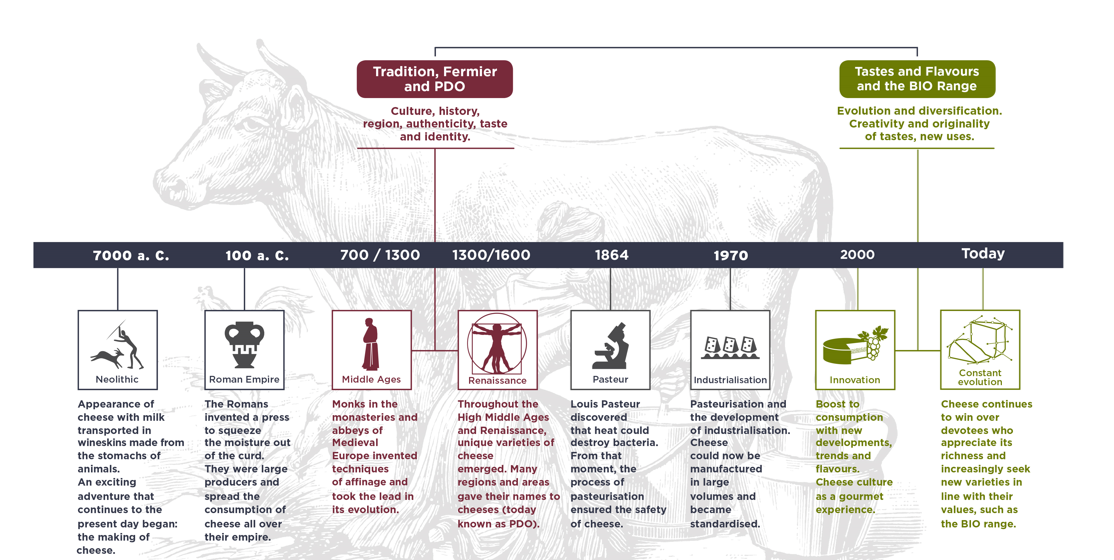 Tradition, Fermier
and PDO
Culture, history,
region, authenticity, taste
and identity.
Tastes and Flavours
and the BIO Range
Evolution and diversification.
Creativity and originality
of tastes, new uses.
7000 a. C.
100 a. C.
700 / 1300
1300/1600
1864
1970
2000
Today
Neolithic
Appearance of
cheese with milk
transported in
wineskins made from
the stomachs of
animals.
An exciting
adventure that
continues to the
present day began:
the making of
cheese.
Roman Empire
The Romans
invented a press
to squeeze
the moisture out
of the curd.
They were large
producers and
spread the
consumption of
cheese all over
their empire.
Middle Ages
Monks in the
monasteries and
abbeys of
Medieval
Europe invented
techniques
of affinage and
took the lead in
its evolution.
Renaissance
Throughout the
High Middle Ages
and Renaissance,
unique varieties of
cheese
emerged. Many
regions and areas
gave their names to
cheeses (today
known as PDO).
Pasteur
Louis Pasteur
discovered
that heat could
destroy bacteria.
From that
moment, the
process of
pasteurisation
ensured the safety
of cheese.
Industrialisation
Pasteurisation and
the development
of industrialisation.
Cheese
could now be
manufactured
in large
volumes and
became
standardised.
Innovation
Boost to
consumption
with new
developments,
trends and
flavours.
Cheese culture
as a gourmet
experience.
Constant
evolution
Cheese continues
to win over
devotees who
appreciate its
richness and
increasingly seek
new varieties in
line with their
values, such as
the BIO range.